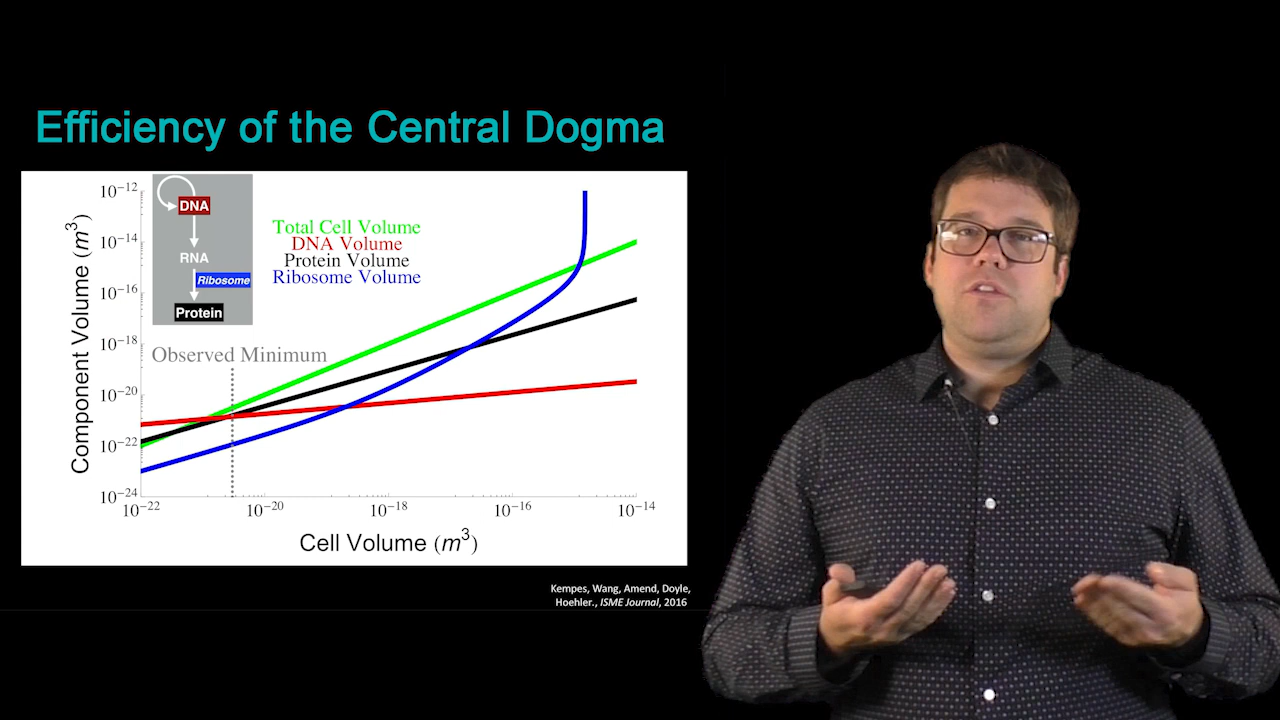 Efficiency of the Central Dogma
Component Volume (m³)
10⁻¹²
10⁻¹⁴
10⁻¹⁶
10⁻¹⁸
10⁻²⁰
10⁻²²
10⁻²⁴
DNA
RNA
Ribosome
Protein
Total Cell Volume
DNA Volume
Protein Volume
Ribosome Volume
Observed Minimum
10⁻²² 10⁻²⁰ 10⁻¹⁸ 10⁻¹⁶ 10⁻¹⁴
Cell Volume (m³)
Kempes, Wang, Amend, Doyle,
Hoehler., ISME Journal, 2016